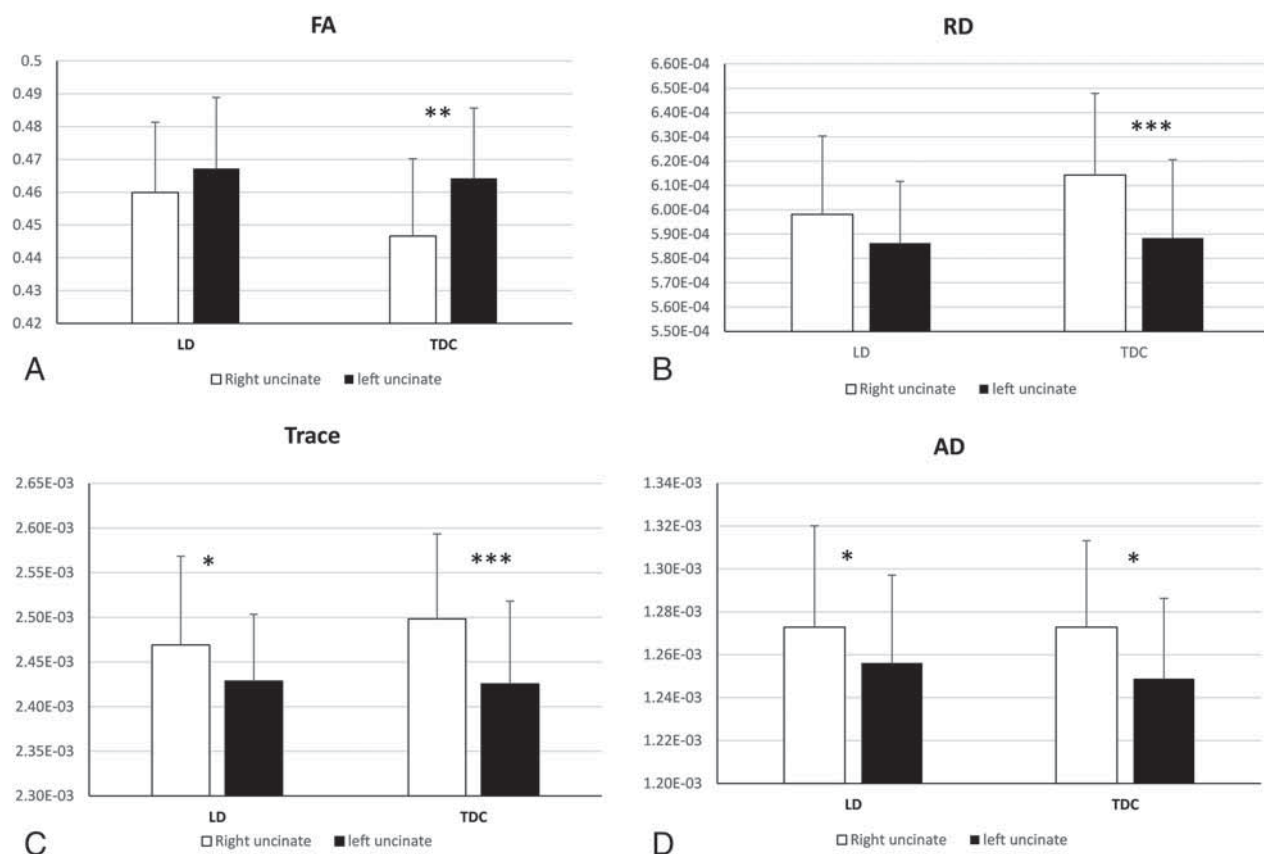 FA
0.5
0.49
0.48
0.47
0.46
0.45
0.44
0.43
0.42
**
LD TDC
A
Right uncinate left uncinate
RD
6.60E-04
6.50E-04
6.40E-04
6.30E-04
6.20E-04
6.10E-04
6.00E-04
5.90E-04
5.80E-04
5.70E-04
5.60E-04
5.50E-04
***
LD TDC
B
Right uncinate left uncinate
Trace
2.65E-03
2.60E-03
2.55E-03
2.50E-03
2.45E-03
2.40E-03
2.35E-03
2.30E-03
* ***
LD TDC
C
Right uncinate left uncinate
AD
1.34E-03
1.32E-03
1.30E-03
1.28E-03
1.26E-03
1.24E-03
1.22E-03
1.20E-03
* *
LD TDC
D
Right uncinate left uncinate